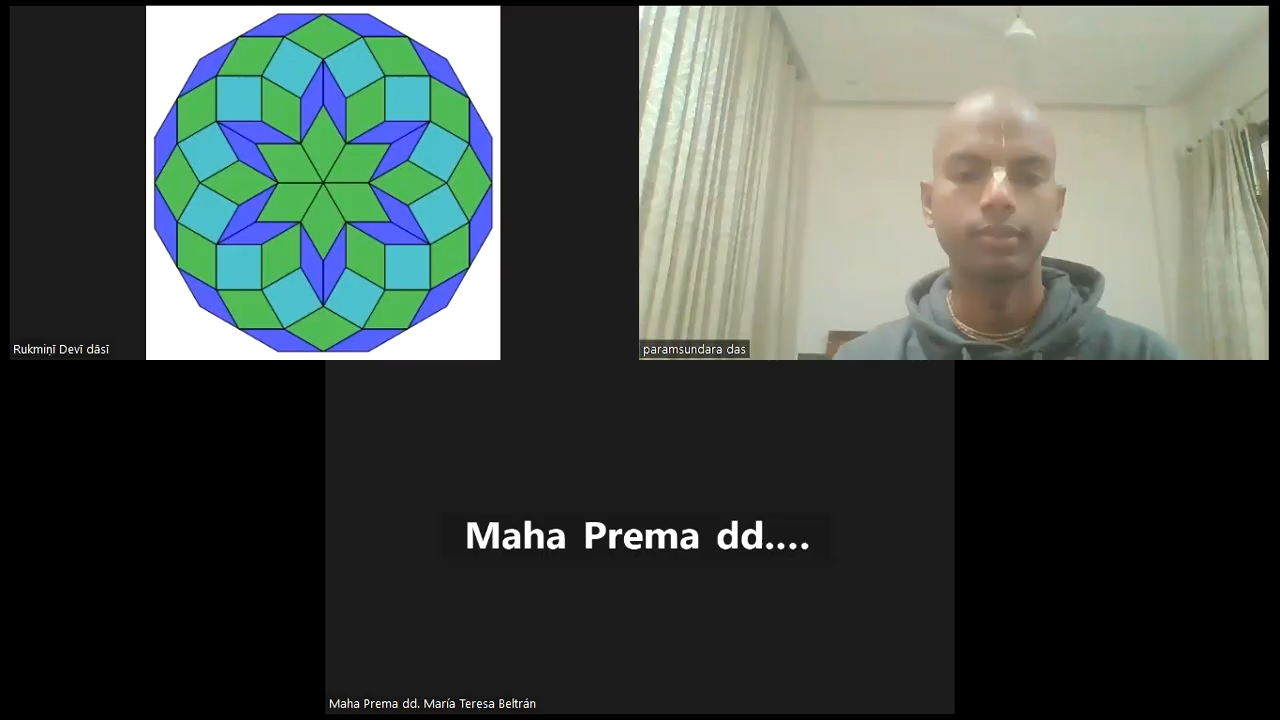 Rukmiṇī Devī dāsī
paramsundara das
Maha Prema dd....
Maha Prema dd. María Teresa Beltrán